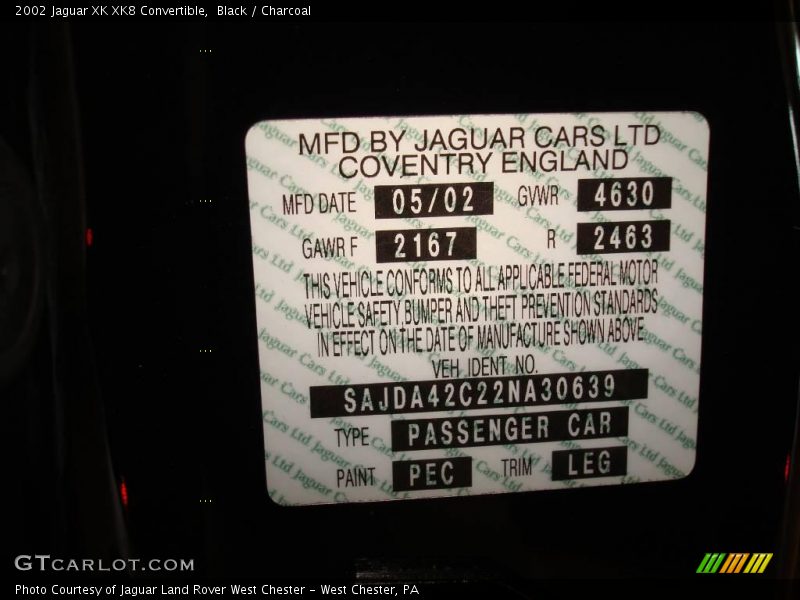 2002 Jaguar XK XK8 Convertible, Black / Charcoal
MFD BY JAGUAR CARS LTD
COVENTRY ENGLAND
MFD DATE 05/02 GVWR 4630
GAWR F 2167 R 2463
THIS VEHICLE CONFORMS TO ALL APPLICABLE FEDERAL MOTOR
VEHICLE SAFETY, BUMPER AND THEFT PREVENTION STANDARDS
IN EFFECT ON THE DATE OF MANUFACTURE SHOWN ABOVE.
VEH. IDENT NO.
SAJDA42C22NA30639
TYPE PASSENGER CAR
PAINT PEC TRIM LEG
GTCARLOT.COM
Photo Courtesy of Jaguar Land Rover West Chester – West Chester, PA